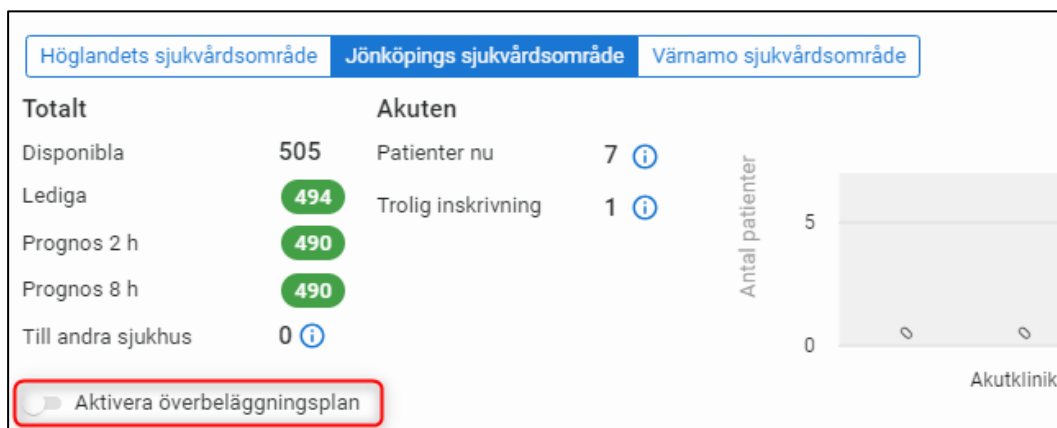 Höglandets sjukvårdsområde Jönköpings sjukvårdsområde Värnamo sjukvårdsområde
Totalt
Disponibla 505
Lediga 494
Prognos 2 h 490
Prognos 8 h 490
Till andra sjukhus 0
Aktivera överbeläggningsplan
Akuten
Patienter nu 7
Trolig inskrivning 1
Antal patienter
5
0
0 0
Akutklinik